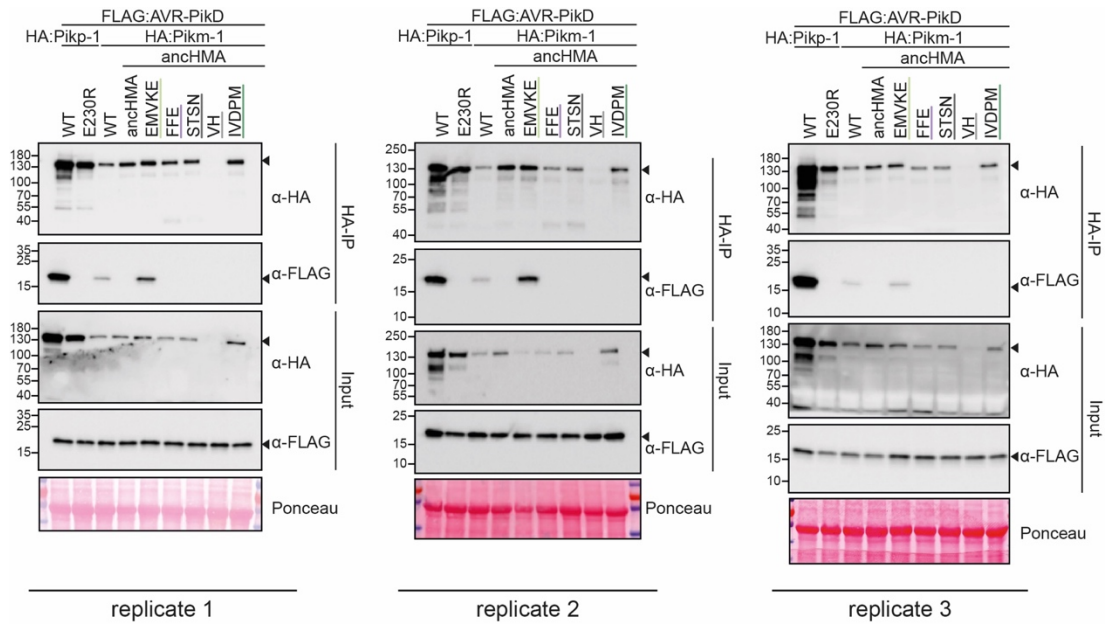 FLAG:AVR-PikD
HA:Pikp-1 HA:Pikm-1
ancHMA
WT E230R WT ancHMA EMVKE FFE STSN VH IVDPM
180
130
100
70
55
40
α-HA
35
25
15
α-FLAG
HA-IP
180
130
100
70
55
40
α-HA
35
25
15
α-FLAG
Input
Ponceau
replicate 1
FLAG:AVR-PikD
HA:Pikp-1 HA:Pikm-1
ancHMA
WT E230R WT ancHMA EMVKE FFE STSN VH IVDPM
250
180
130
100
70
55
40
α-HA
25
15
10
α-FLAG
HA-IP
250
130
100
70
55
40
α-HA
25
15
10
α-FLAG
Input
Ponceau
replicate 2
FLAG:AVR-PikD
HA:Pikp-1 HA:Pikm-1
ancHMA
WT E230R WT ancHMA EMVKE FFE STSN VH IVDPM
180
130
100
70
55
40
α-HA
35
25
15
10
α-FLAG
HA-IP
180
130
100
70
55
40
α-HA
25
15
10
α-FLAG
Input
Ponceau
replicate 3